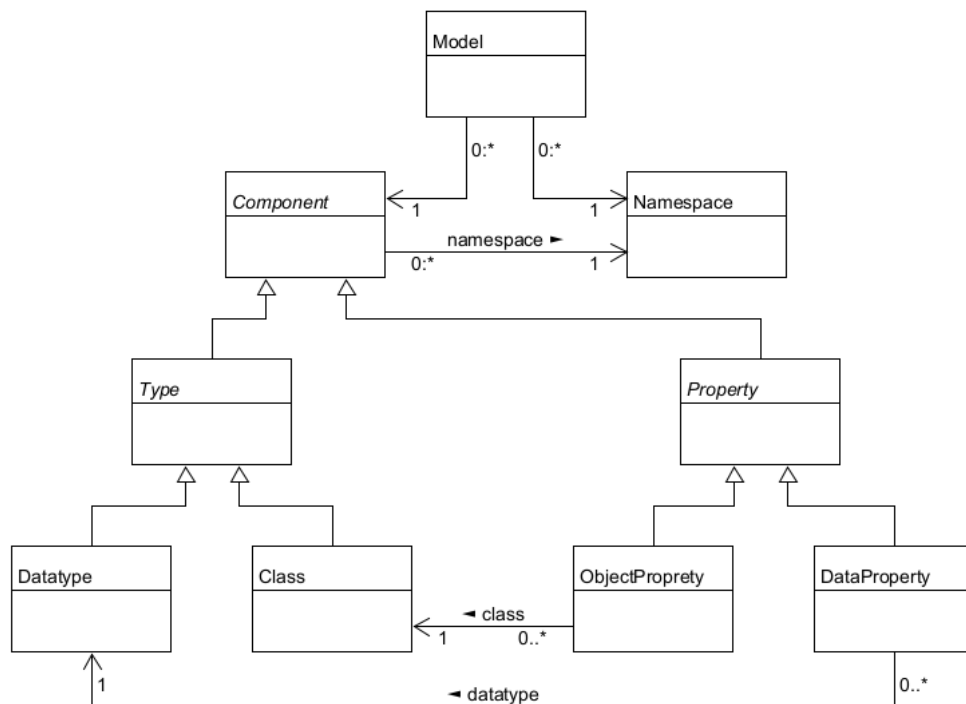 Model
0:*
0:*
Component
Namespace
1
1
namespace ►
0:*
1
Type
Property
Datatype
Class
ObjectProprety
DataProperty
◄ class
1
0..*
1
◄ datatype
0..*